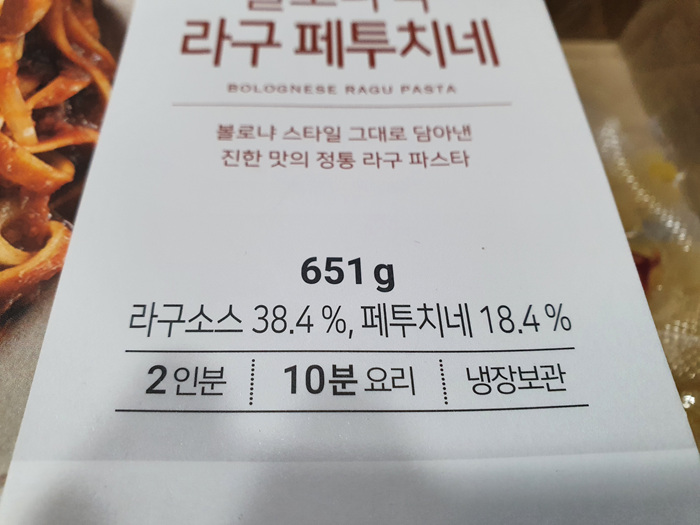 라구 페투치네
BOLOGNESE RAGU PASTA
볼로냐 스타일 그대로 담아낸
진한 맛의 정통 라구 파스타
651 g
라구소스 38.4 %, 페투치네 18.4 %
2인분 10분 요리 냉장보관